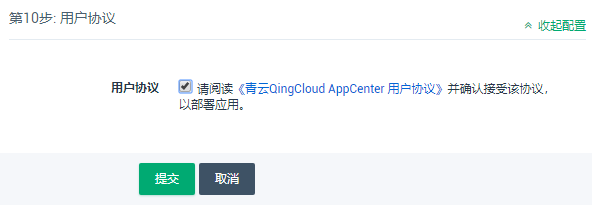 第10步: 用户协议
收起配置
用户协议
请阅读《青云QingCloud AppCenter 用户协议》并确认接受该协议，
以部署应用。
提交
取消